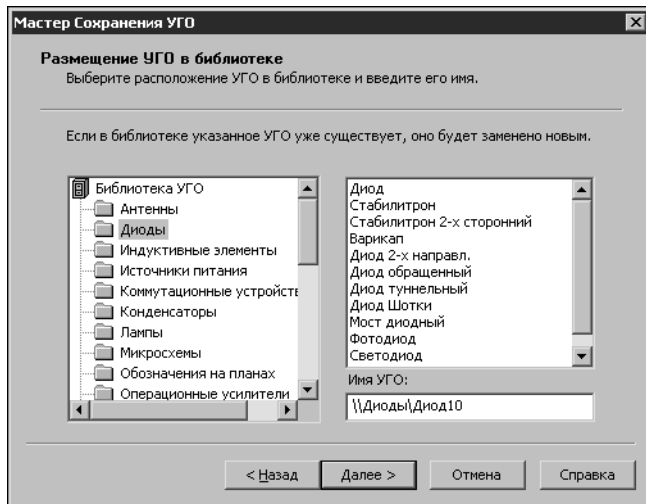 Мастер Сохранения УГО
Размещение УГО в библиотеке
Выберите расположение УГО в библиотеке и введите его имя.
Если в библиотеке указанное УГО уже существует, оно будет заменено новым.
Библиотека УГО
Антенны
Диоды
Индуктивные элементы
Источники питания
Коммутационные устройств
Конденсаторы
Лампы
Микросхемы
Обозначения на планах
Операционные усилители
Диод
Стабилитрон
Стабилитрон 2-х сторонний
Варикап
Диод 2-х направл.
Диод обращенный
Диод туннельный
Диод Шотки
Мост диодный
Фотодиод
Светодиод
Имя УГО:
\\Диоды\Диод10
< Назад
Далее >
Отмена
Справка